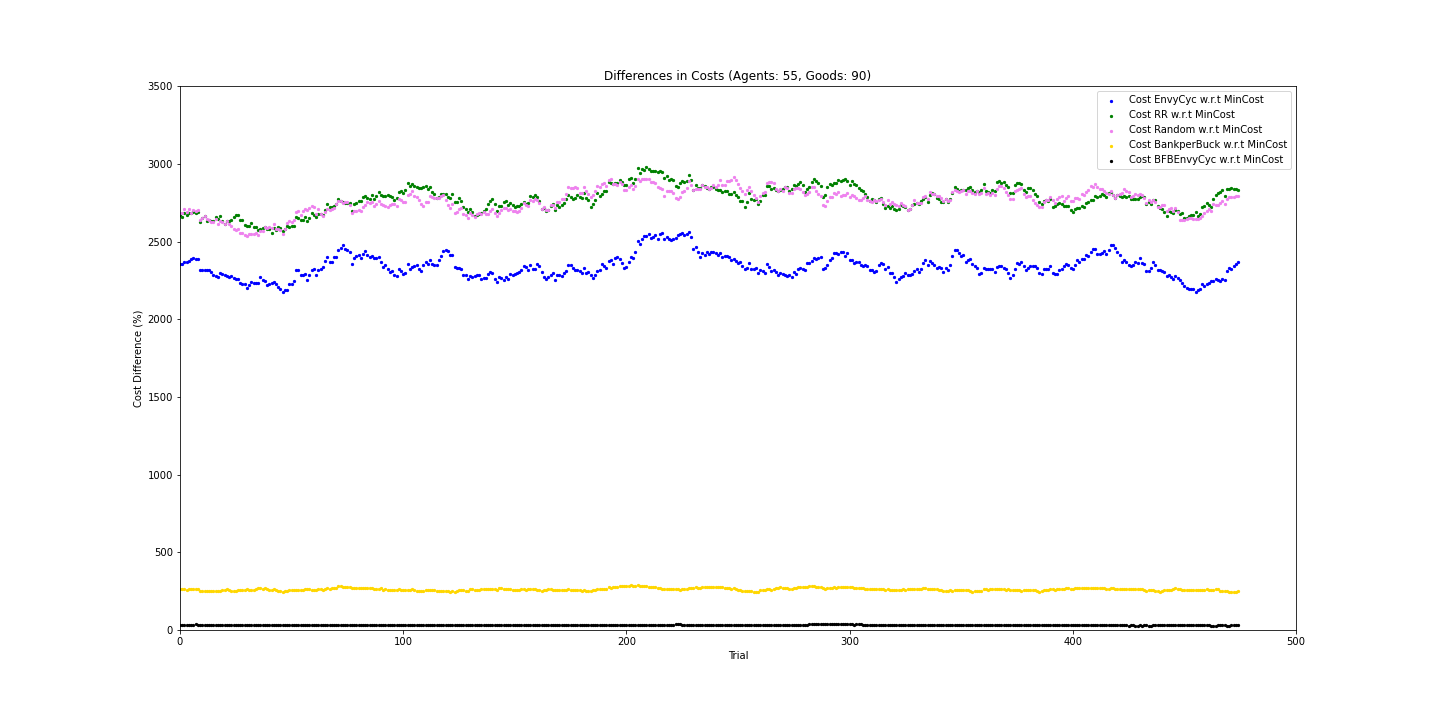 Differences in Costs (Agents: 55, Goods: 90)
3500
3000
2500
2000
1500
1000
500
0
Cost Difference (%)
Cost EnvyCyc w.r.t MinCost
Cost RR w.r.t MinCost
Cost Random w.r.t MinCost
Cost BankperBuck w.r.t MinCost
Cost BFBEnvyCyc w.r.t MinCost
0 100 200 300 400 500
Trial